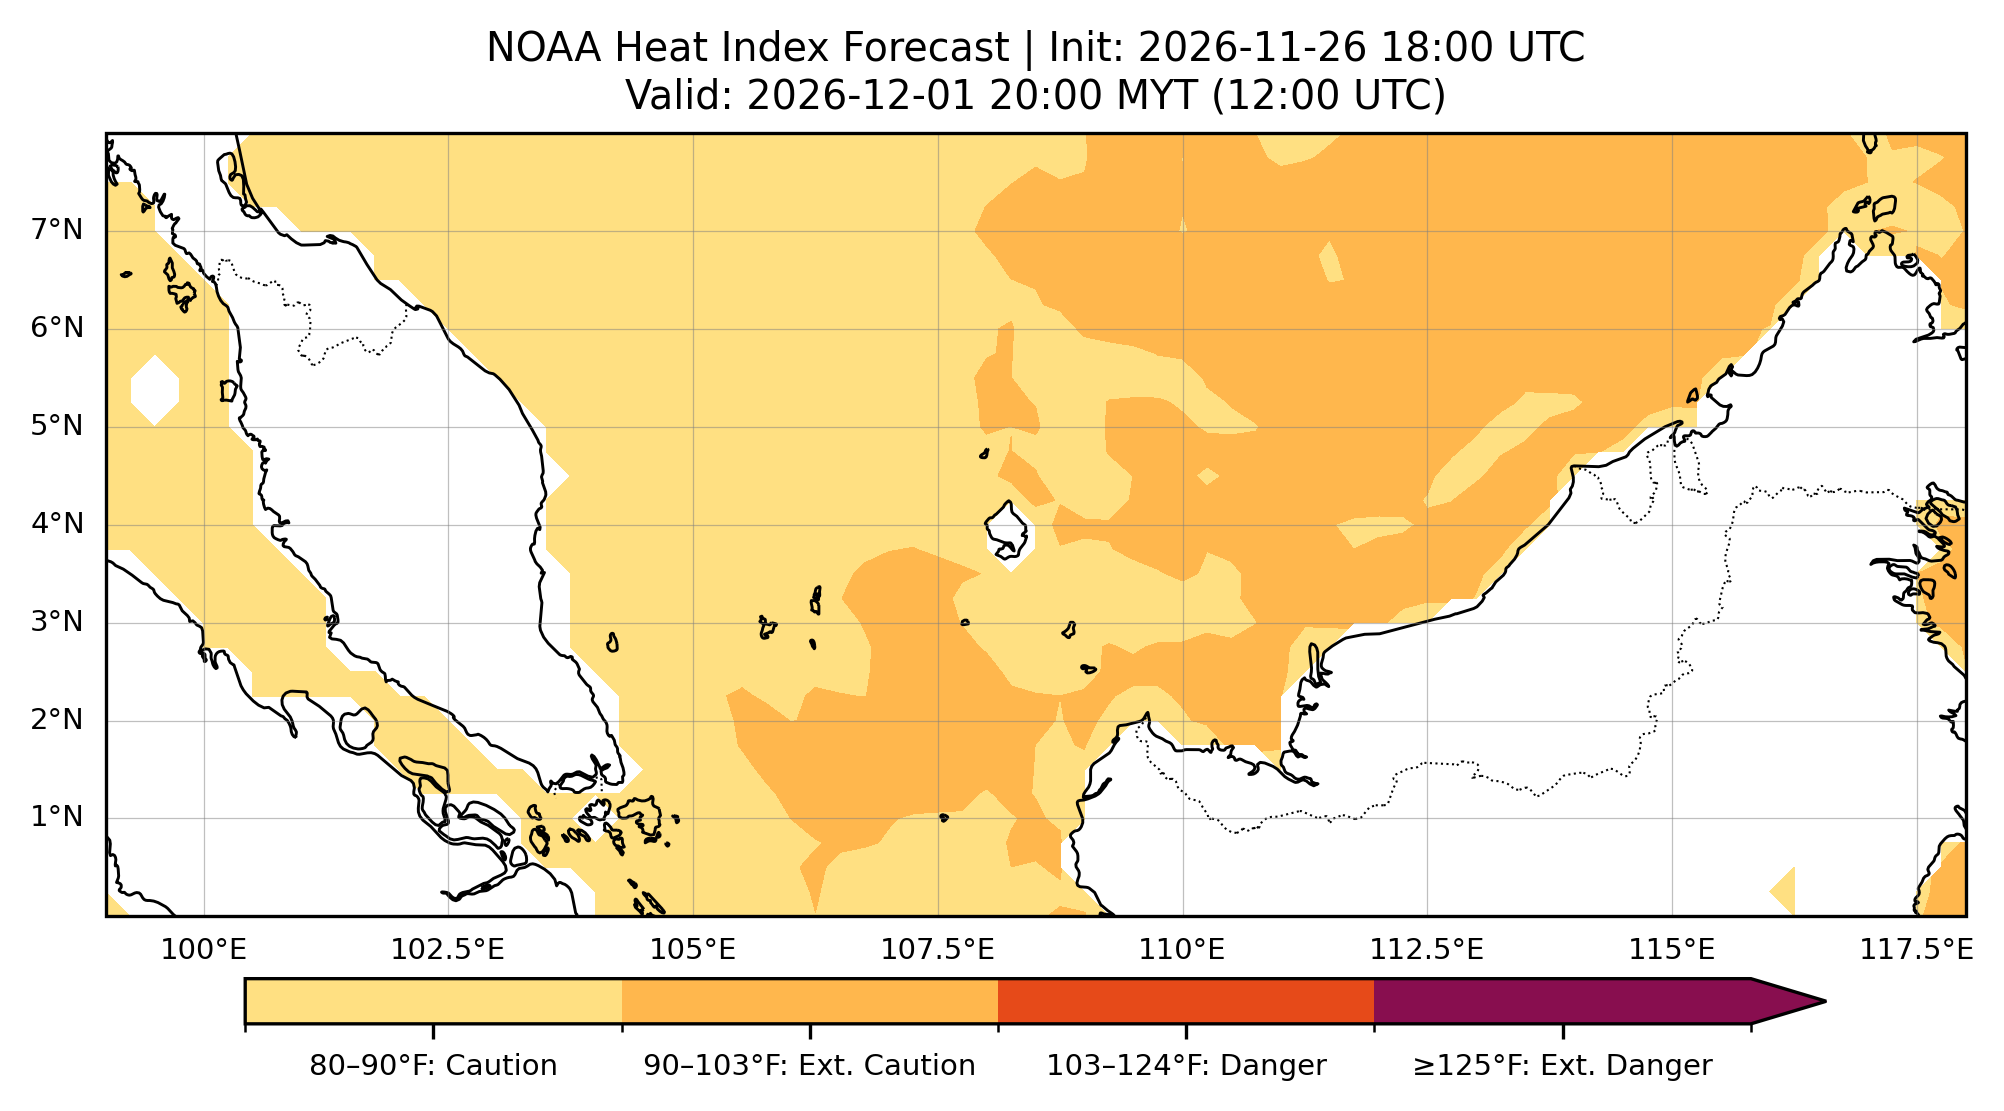 NOAA Heat Index Forecast | Init: 2026-11-26 18:00 UTC
Valid: 2026-12-01 20:00 MYT (12:00 UTC)
7°N
6°N
5°N
4°N
3°N
2°N
1°N
100°E 102.5°E 105°E 107.5°E 110°E 112.5°E 115°E 117.5°E
80–90°F: Caution 90–103°F: Ext. Caution 103–124°F: Danger ≥125°F: Ext. Danger